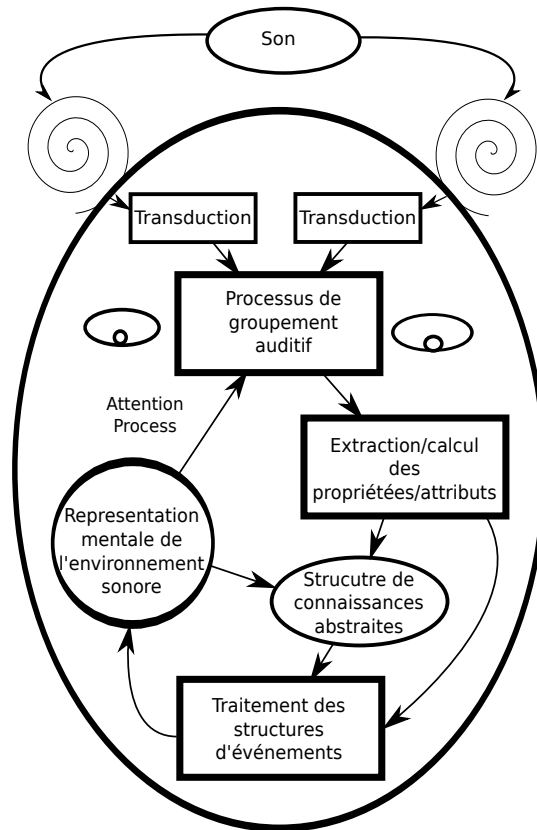 Son
Transduction
Transduction
Processus de
groupement
auditif
Attention
Process
Extraction/calcul
des
propriétées/attributs
Representation
mentale de
l'environnement
sonore
Strucutre de
connaissances
abstraites
Traitement des
structures
d'événements